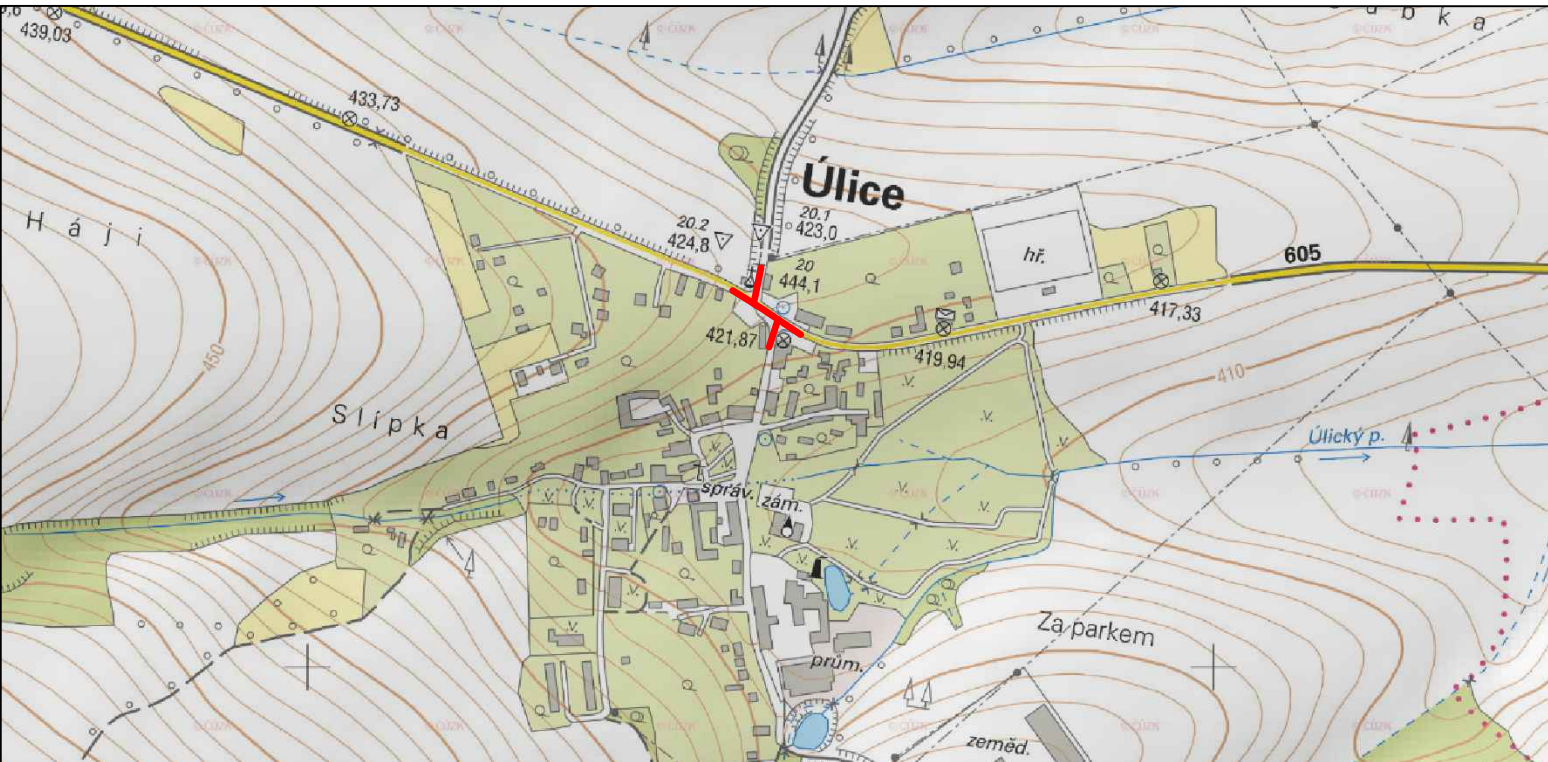 439,03
433,73
Háji
Úlice
20.2
424,8
20.1
423,0
20
444,1
hř.
605
417,33
421,87
419,94
450
410
Slípka
Úlický p.
správ.
zám.
Za parkem
prům.
zeměd.
©ČÚZK